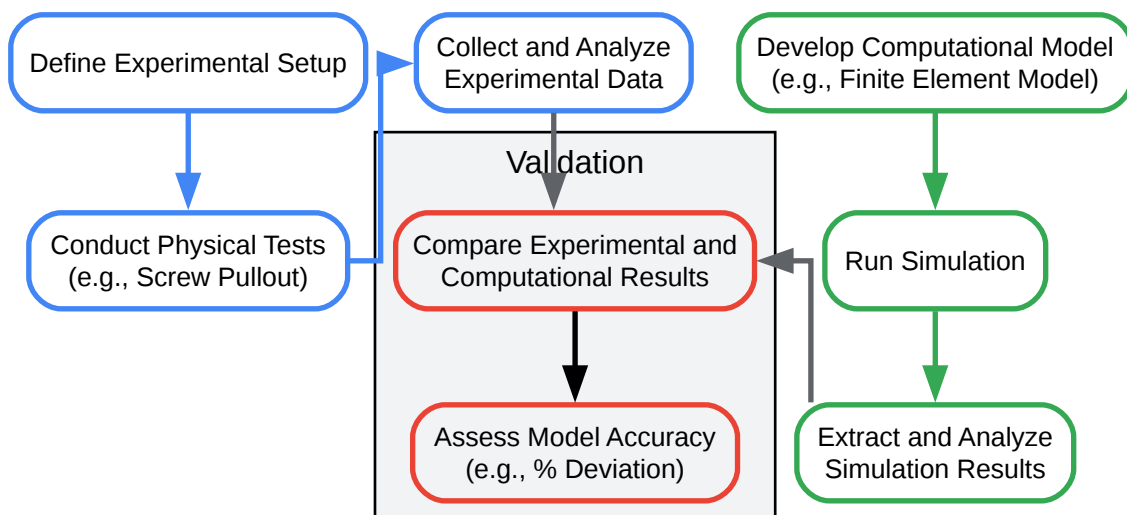 Define Experimental Setup
Collect and Analyze
Experimental Data
Develop Computational Model
(e.g., Finite Element Model)
Validation
Conduct Physical Tests
(e.g., Screw Pullout)
Compare Experimental and
Computational Results
Run Simulation
Assess Model Accuracy
(e.g., % Deviation)
Extract and Analyze
Simulation Results